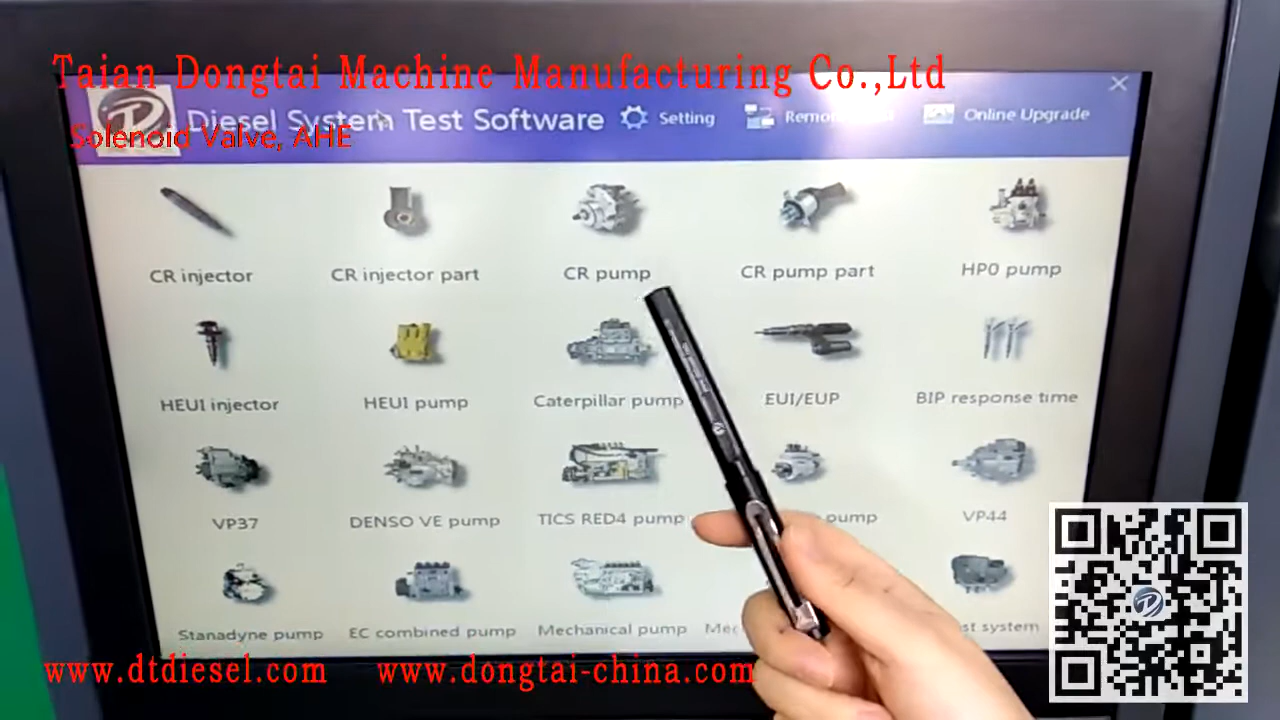 Taian Dongtai Machine Manufacturing Co.,Ltd
Diesel System Test Software
Setting
Online Upgrade
Solenoid Valve, AHE
CR injector
CR injector part
CR pump
CR pump part
HP0 pump
HEUI injector
HEUI pump
Caterpillar pump
EUI/EUP
BIP response time
VP37
DENSO VE pump
TICS RED4 pump
pump
VP44
Stanadyne pump
EC combined pump
Mechanical pump
system
www.dtdiesel.com www.dongtai-china.com